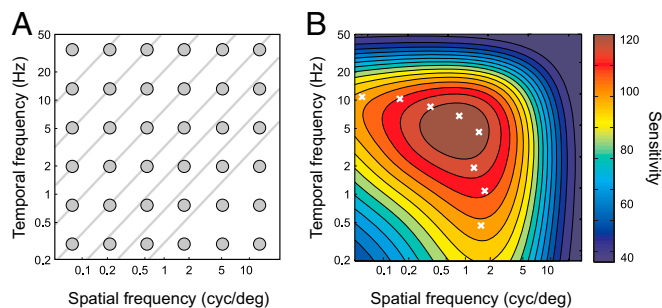 A
Temporal frequency (Hz)
50
20
10
5
2
1
0.5
0.2
0.1 0.2 0.5 1 2 5 10
Spatial frequency (cyc/deg)
B
Temporal frequency (Hz)
50
20
10
5
2
1
0.5
0.2
0.1 0.2 0.5 1 2 5 10
Spatial frequency (cyc/deg)
120
100
80
60
40
Sensitivity